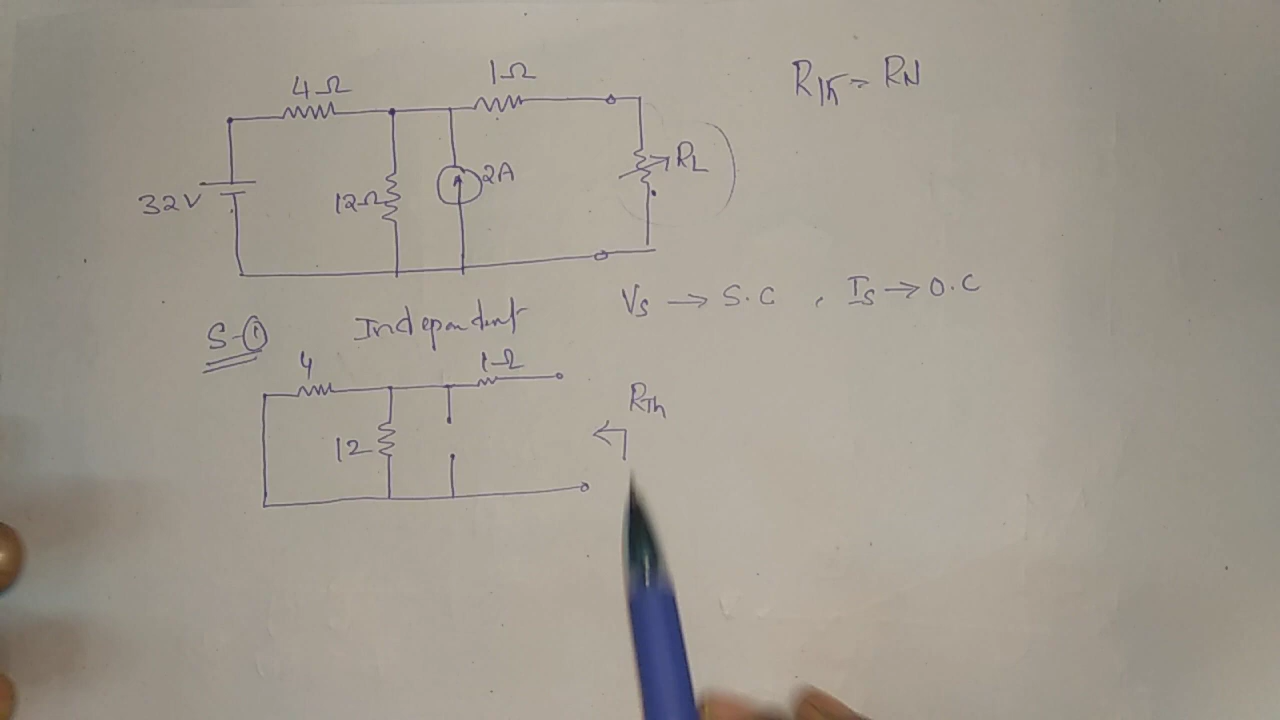 4Ω 1Ω
RTh = RN
32V 12Ω 2A RL
Vs → S.C , Is → O.C
S-① Independent
4 1Ω
12 RTh